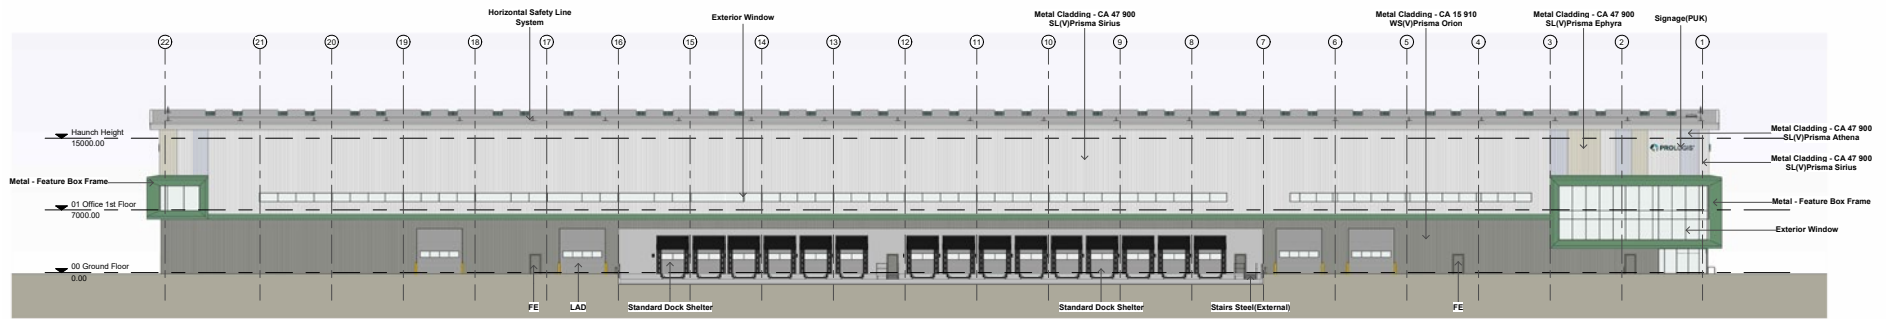 Horizontal Safety Line
System
Exterior Window
Metal Cladding - CA 47 900
SL(V)Prisma Sirius
Metal Cladding - CA 15 910
WS(V)Prisma Orion
Metal Cladding - CA 47 900
SL(V)Prisma Ephyra
Signage(PUK)
22 21 20 19 18 17 16 15 14 13 12 11 10 9 8 7 6 5 4 3 2 1
Haunch Height
15000.00
Metal Cladding - CA 47 900
SL(V)Prisma Athena
PROLOGIS
Metal Cladding - CA 47 900
SL(V)Prisma Sirius
Metal - Feature Box Frame
01 Office 1st Floor
7000.00
Metal - Feature Box Frame
Exterior Window
00 Ground Floor
0.00
FE
LAD
Standard Dock Shelter
Standard Dock Shelter
Stairs Steel(External)
FE